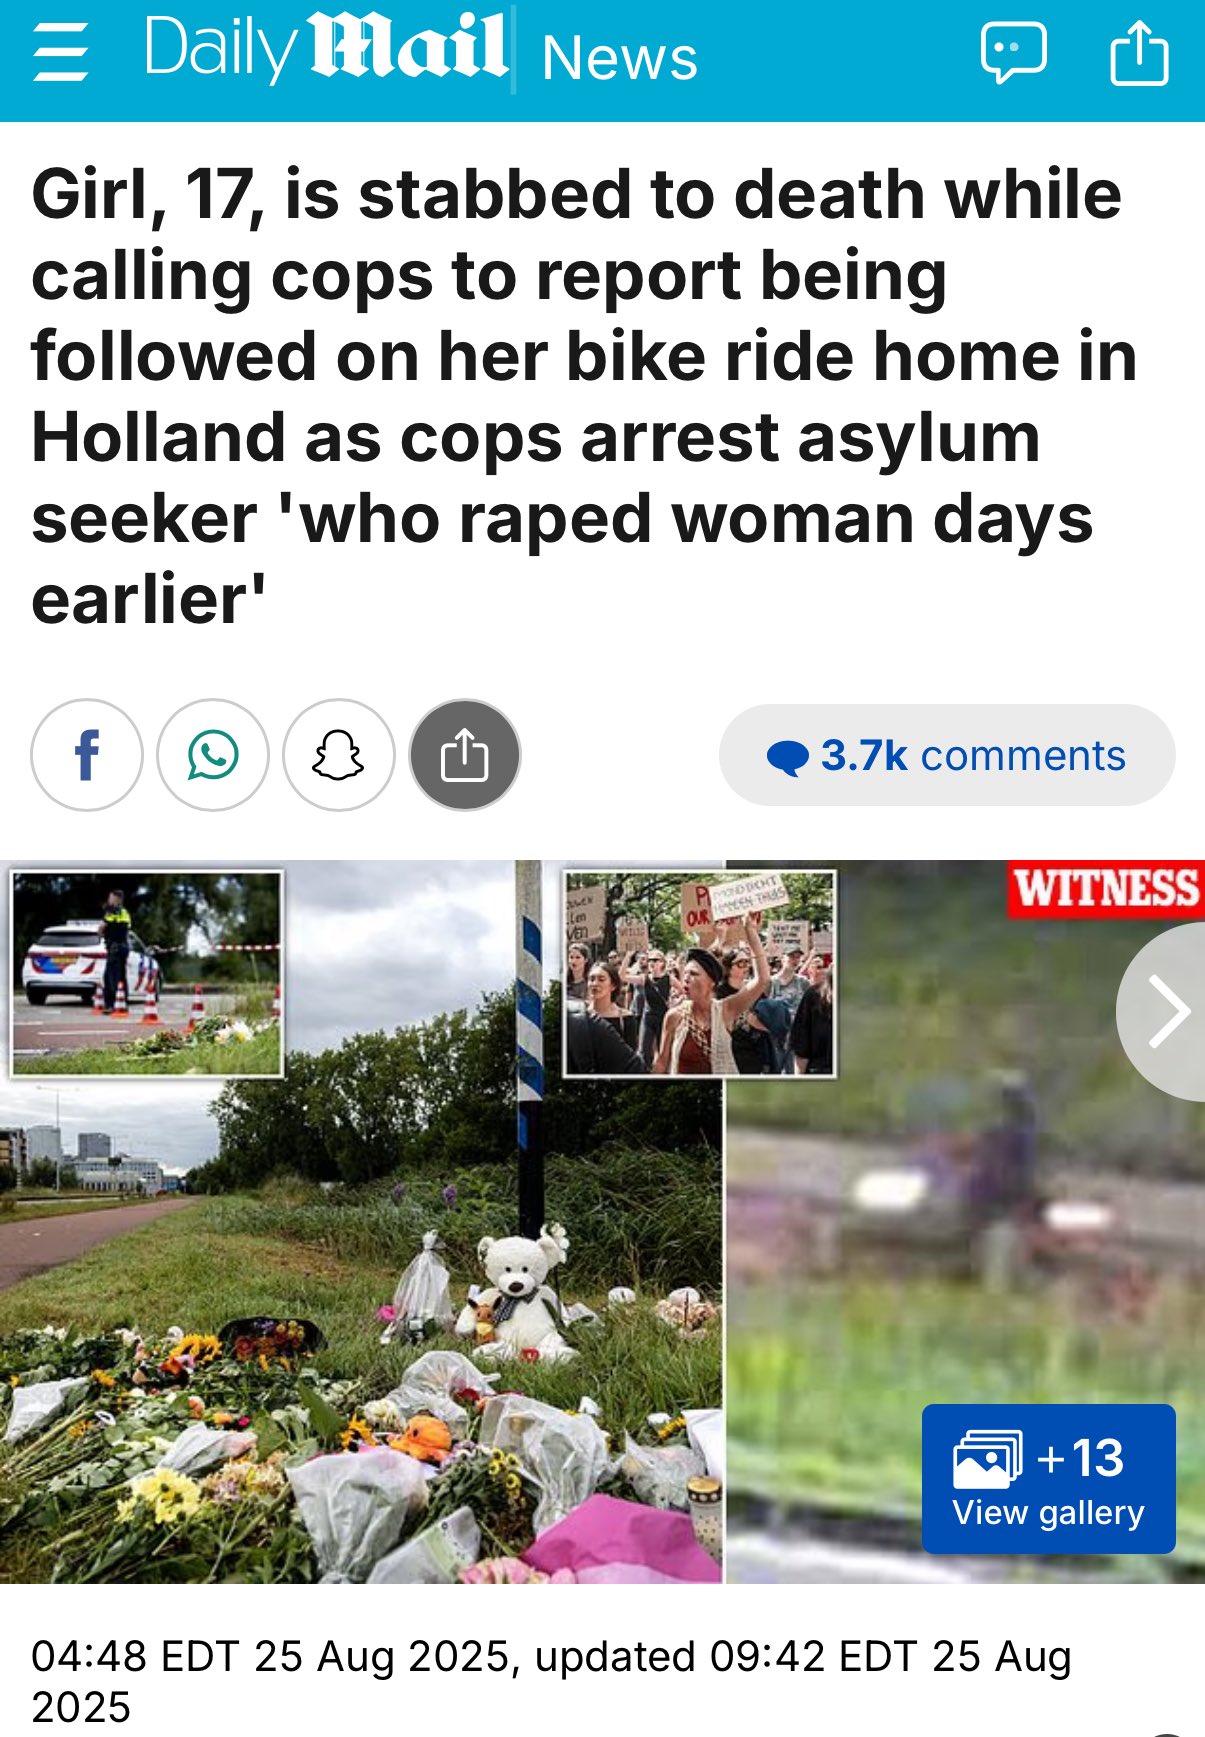 Daily Mail News
Girl, 17, is stabbed to death while
calling cops to report being
followed on her bike ride home in
Holland as cops arrest asylum
seeker 'who raped woman days
earlier'
3.7k comments
WITNESS
+13
View gallery
04:48 EDT 25 Aug 2025, updated 09:42 EDT 25 Aug
2025